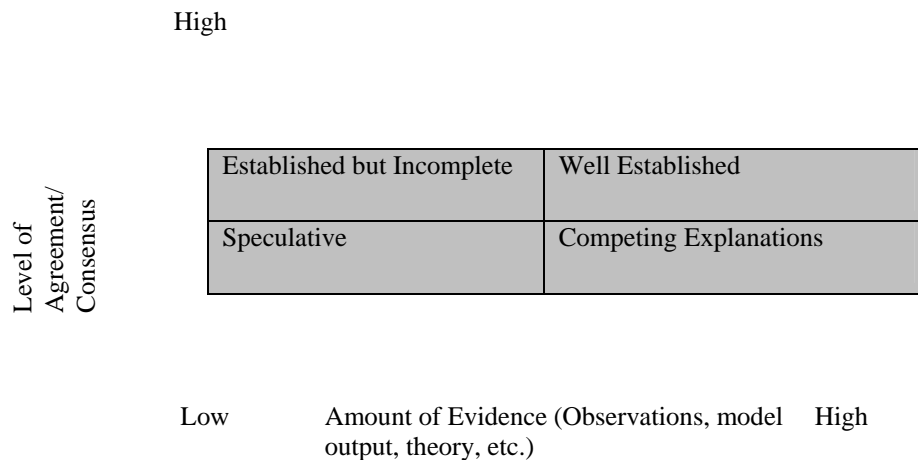 High
Established but Incomplete
Well Established
Level of
Agreement/
Consensus
Speculative
Competing Explanations
Low
Amount of Evidence (Observations, model
output, theory, etc.)
High